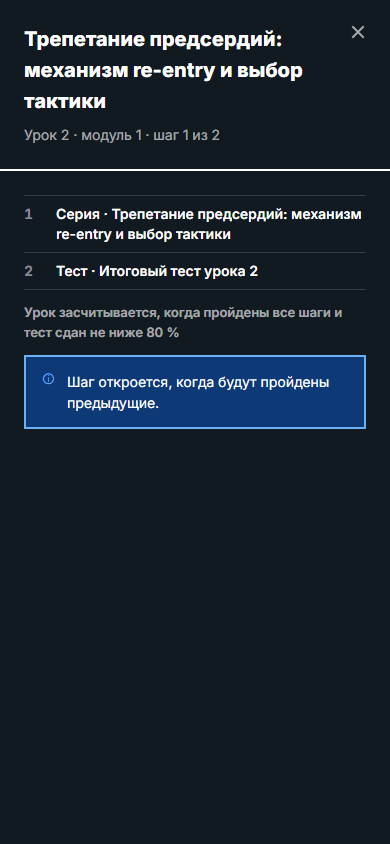 Трепетание предсердий:
механизм re-entry и выбор
тактики
Урок 2 · модуль 1 · шаг 1 из 2
1 Серия · Трепетание предсердий: механизм
re-entry и выбор тактики
2 Тест · Итоговый тест урока 2
Урок засчитывается, когда пройдены все шаги и
тест сдан не ниже 80 %
Шаг откроется, когда будут пройдены
предыдущие.